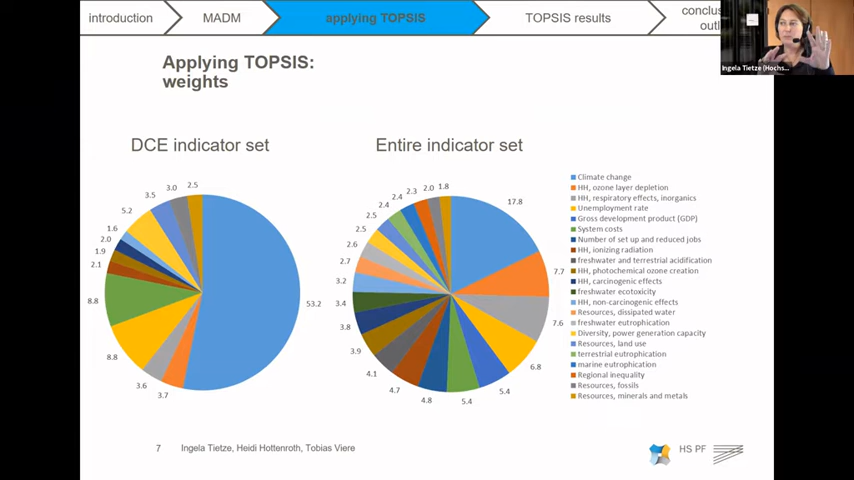 introduction
MADM
applying TOPSIS
TOPSIS results
Ingela Tietze (Hochs...
Applying TOPSIS:
weights
DCE indicator set
Entire indicator set
2.5
3.0
3.5
5.2
1.6
2.0
1.9
2.1
8.8
8.8
3.6
3.7
53.2
1.8
2.0
2.3
2.4
2.4
2.5
2.5
2.6
2.7
3.2
3.4
3.8
3.9
4.1
4.7
4.8
5.4
5.4
6.8
7.6
7.7
17.8
Climate change
HH, ozone layer depletion
HH, respiratory effects, inorganics
Unemployment rate
Gross development product (GDP)
System costs
Number of set up and reduced jobs
HH, ionizing radiation
freshwater and terrestrial acidification
HH, photochemical ozone creation
HH, carcinogenic effects
freshwater ecotoxicity
HH, non-carcinogenic effects
Resources, dissipated water
freshwater eutrophication
Diversity, power generation capacity
Resources, land use
terrestrial eutrophication
marine eutrophication
Regional inequality
Resources, fossils
Resources, minerals and metals
7 Ingela Tietze, Heidi Hottenroth, Tobias Viere
HS PF